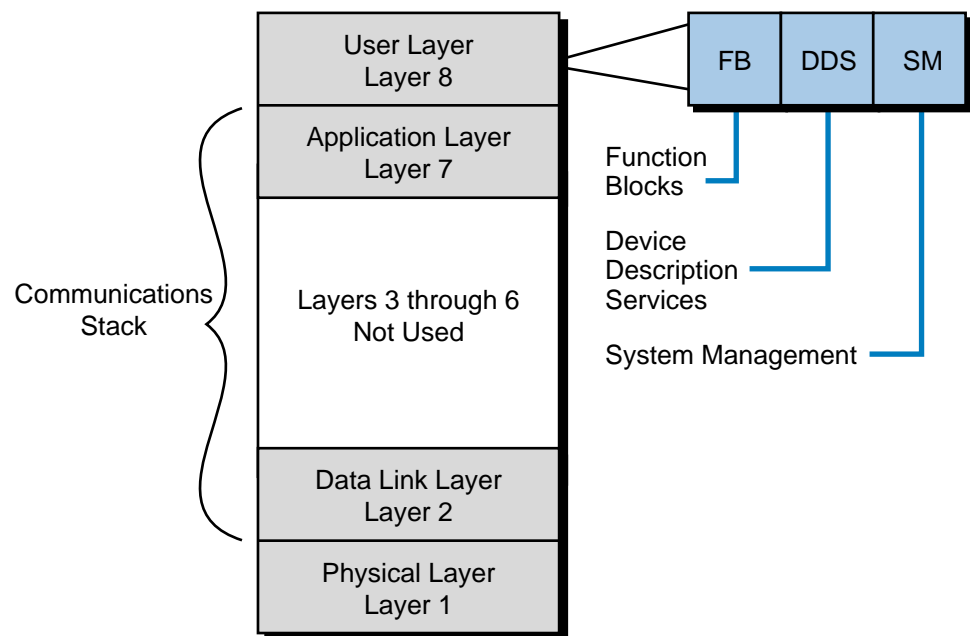 User Layer
Layer 8
FB
DDS
SM
Application Layer
Layer 7
Function
Blocks
Device
Description
Services
Communications
Stack
Layers 3 through 6
Not Used
System Management
Data Link Layer
Layer 2
Physical Layer
Layer 1